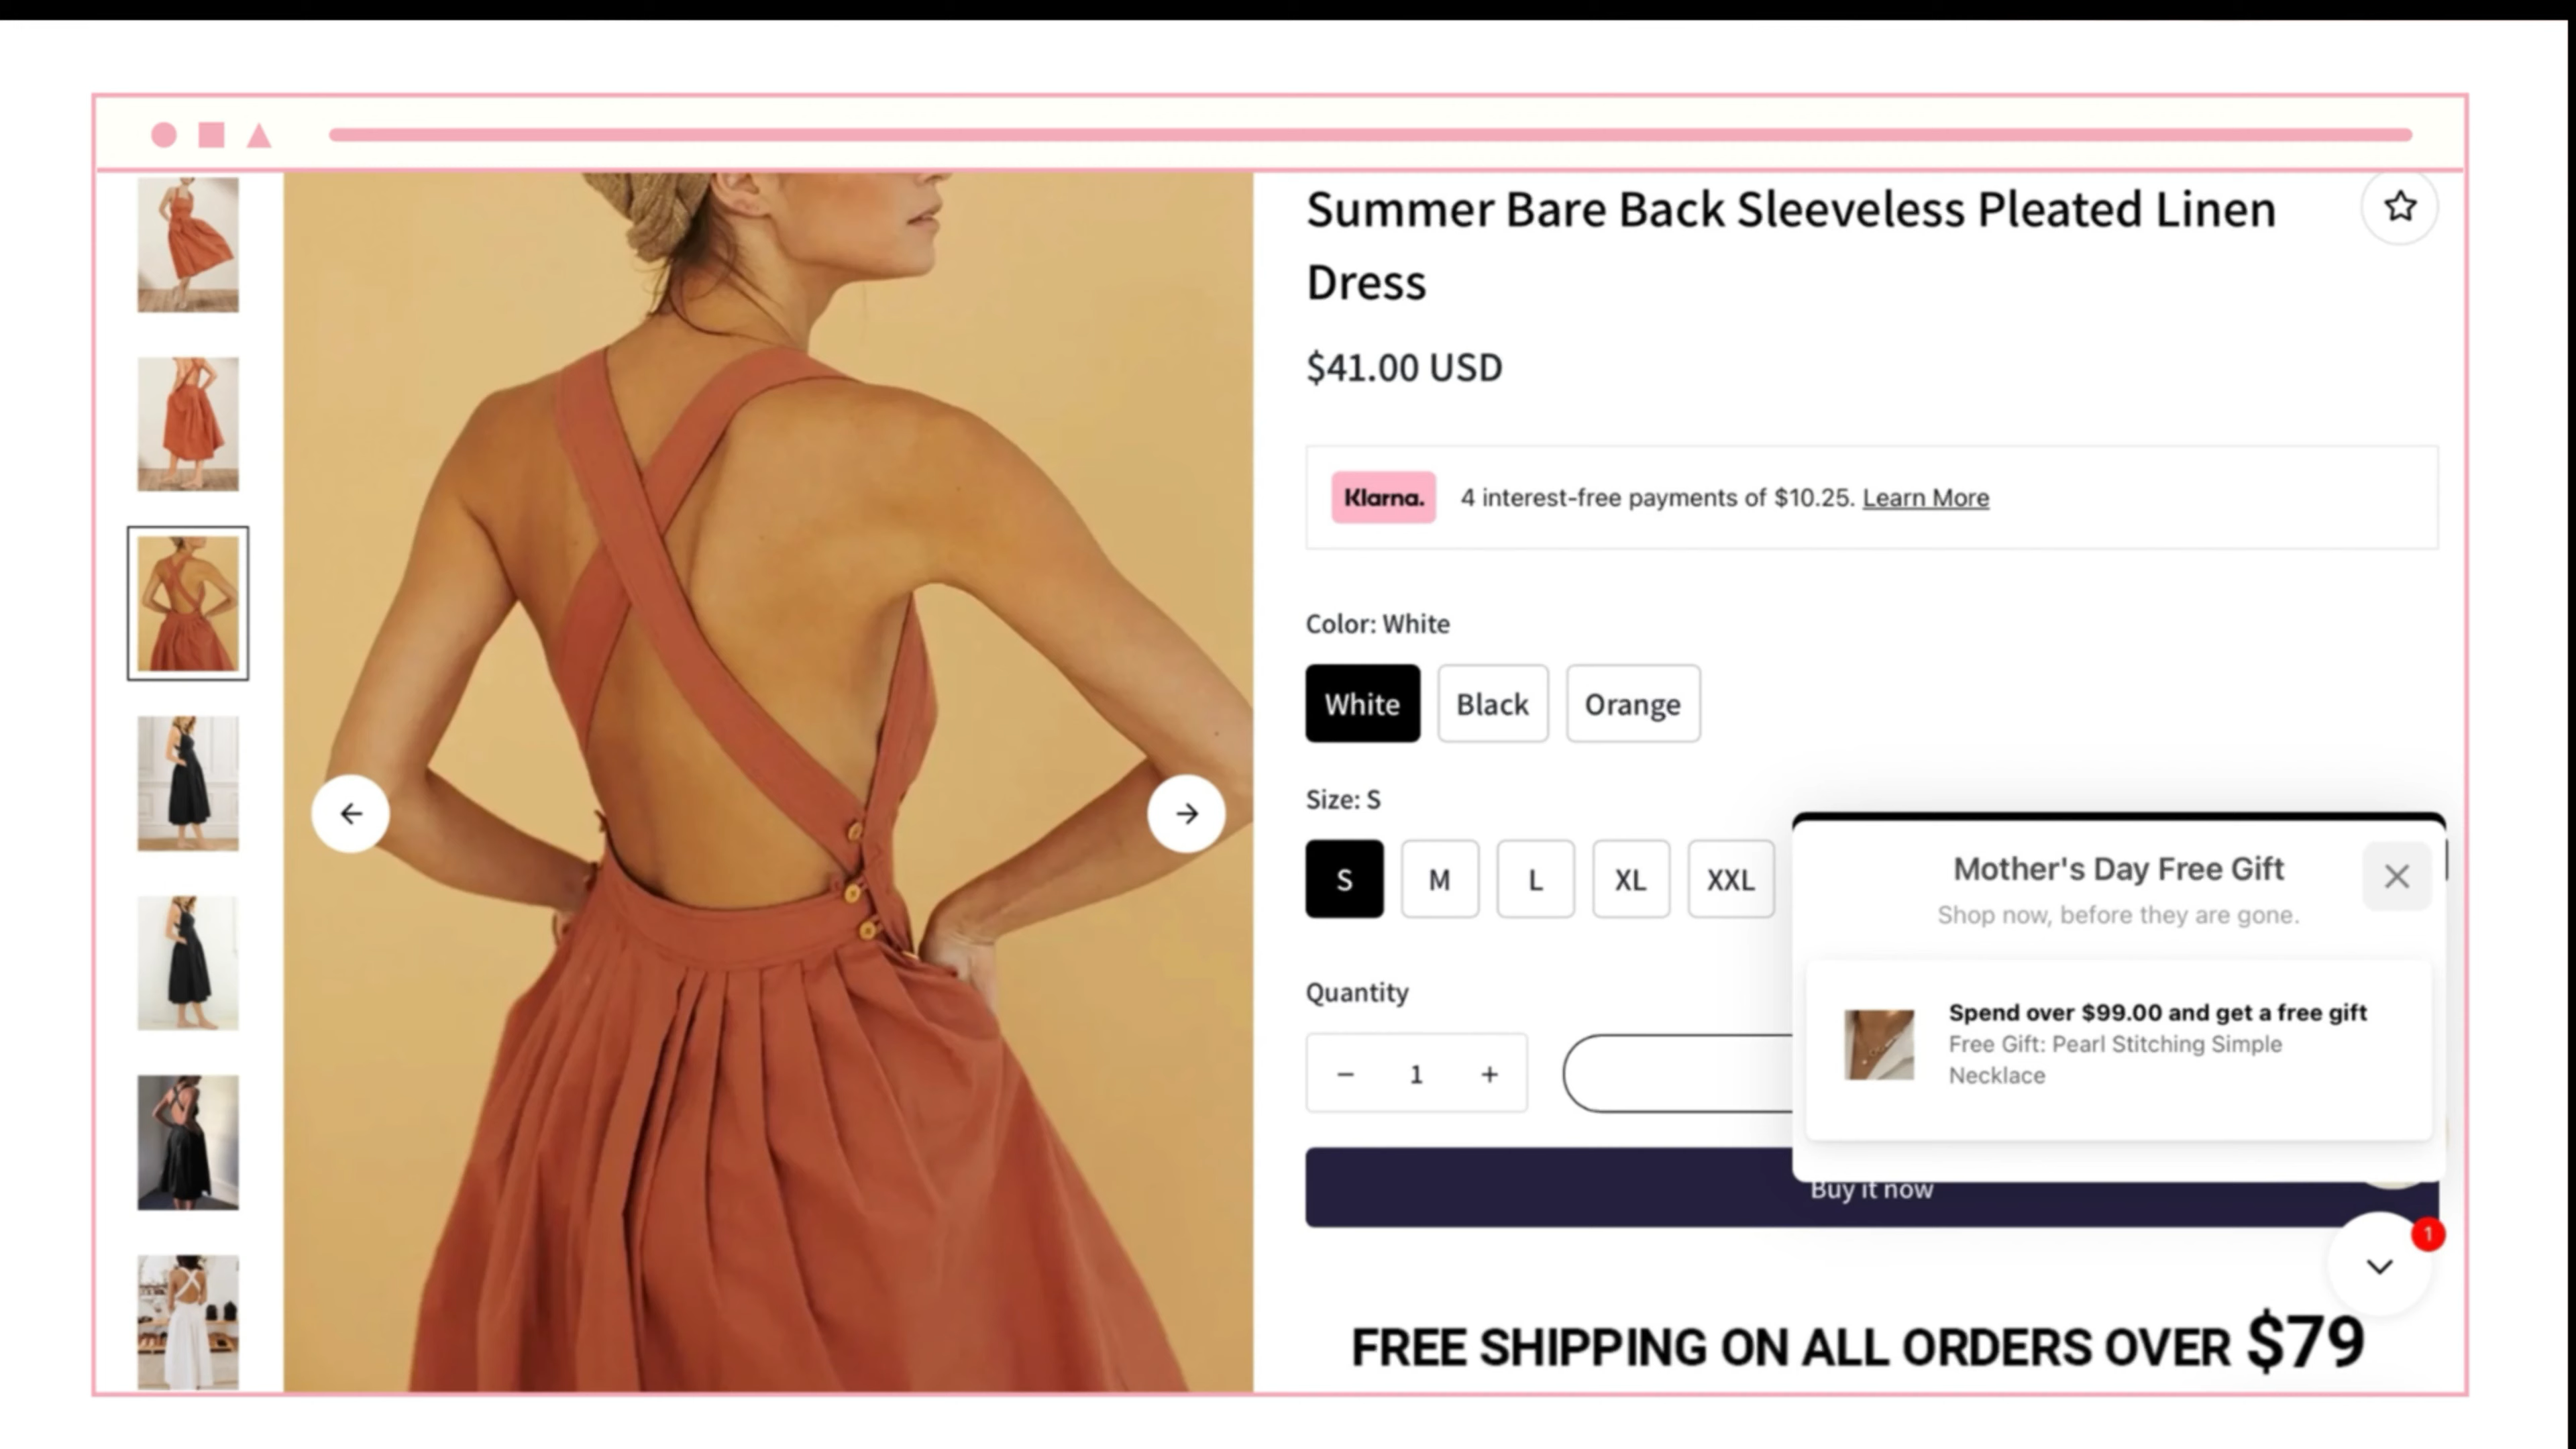 Summer Bare Back Sleeveless Pleated Linen
Dress
$41.00 USD
Klarna. 4 interest-free payments of $10.25. Learn More
Color: White
White Black Orange
Size: S
S M L XL XXL
Mother's Day Free Gift
Shop now, before they are gone.
Spend over $99.00 and get a free gift
Free Gift: Pearl Stitching Simple
Necklace
Quantity
− 1 +
Buy it now
1
FREE SHIPPING ON ALL ORDERS OVER $79